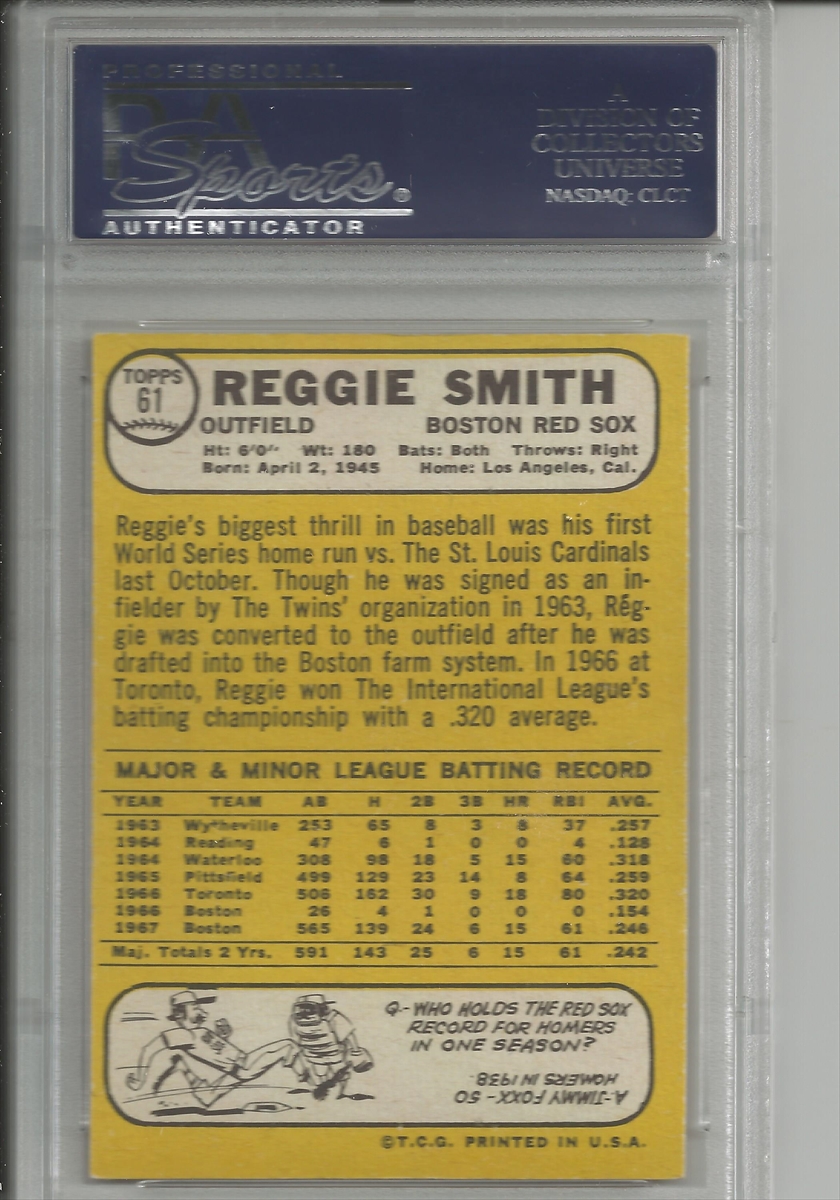 PROFESSIONAL
PSA
Sports®
AUTHENTICATOR
A
DIVISION OF
COLLECTORS
UNIVERSE
NASDAQ: CLCT
TOPPS
61
REGGIE SMITH
OUTFIELD BOSTON RED SOX
Ht: 6'0" Wt: 180 Bats: Both Throws: Right
Born: April 2, 1945 Home: Los Angeles, Cal.
Reggie's biggest thrill in baseball was his first
World Series home run vs. The St. Louis Cardinals
last October. Though he was signed as an in-
fielder by The Twins' organization in 1963, Reg-
gie was converted to the outfield after he was
drafted into the Boston farm system. In 1966 at
Toronto, Reggie won The International League's
batting championship with a .320 average.
MAJOR & MINOR LEAGUE BATTING RECORD
YEAR TEAM AB H 2B 3B HR RBI AVG.
1963 Wytheville 253 65 8 3 8 37 .257
1964 Reading 47 6 1 0 0 4 .128
1964 Waterloo 308 98 18 5 15 60 .318
1965 Pittsfield 499 129 23 14 8 64 .259
1966 Toronto 506 162 30 9 18 80 .320
1966 Boston 26 4 1 0 0 0 .154
1967 Boston 565 139 24 6 15 61 .246
Maj. Totals 2 Yrs. 591 143 25 6 15 61 .242
Q-WHO HOLDS THE RED SOX
RECORD FOR HOMERS
IN ONE SEASON?
A-JIMMY FOXX- 50
HOMERS IN 1938.
©T.C.G. PRINTED IN U.S.A.